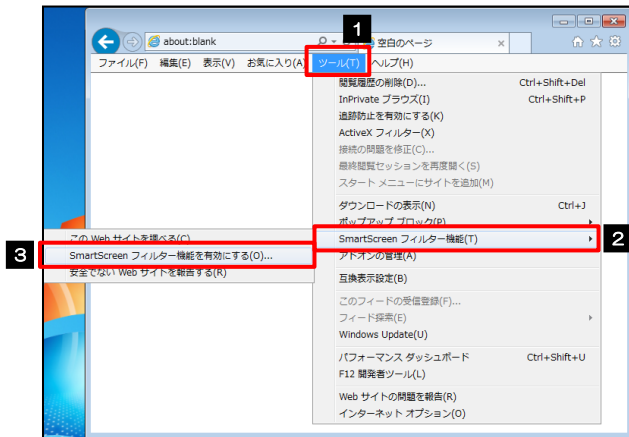 1
about:blank
空白のページ
ファイル(F) 編集(E) 表示(V) お気に入り(A) ツール(T) ヘルプ(H)
閲覧履歴の削除(D)... Ctrl+Shift+Del
InPrivate ブラウズ(I) Ctrl+Shift+P
追跡防止を有効にする(K)
ActiveX フィルター(X)
接続の問題を修正(C)...
最終閲覧セッションを再度開く(S)
スタート メニューにサイトを追加(M)
ダウンロードの表示(N) Ctrl+J
ポップアップ ブロック(P)
SmartScreen フィルター機能(T)
2
アドオンの管理(A)
この Web サイトを調べる(C)
3
SmartScreen フィルター機能を有効にする(O)...
安全でない Web サイトを報告する(R)
互換表示設定(B)
このフィードの受信登録(F)...
フィード探索(E)
Windows Update(U)
パフォーマンス ダッシュボード Ctrl+Shift+U
F12 開発者ツール(L)
Web サイトの問題を報告(R)
インターネット オプション(O)